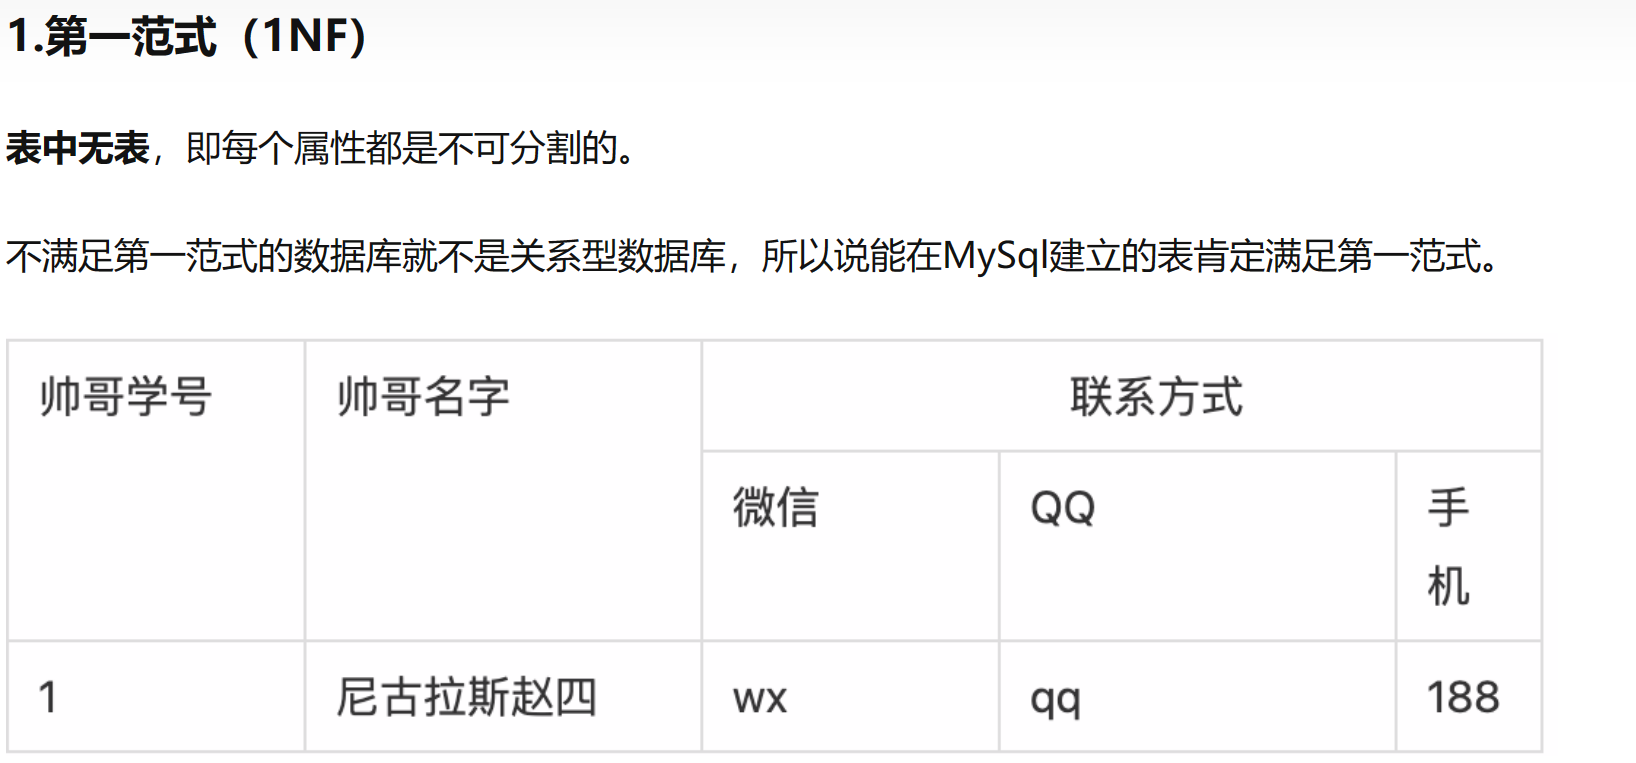 1.第一范式（1NF）
表中无表，即每个属性都是不可分割的。
不满足第一范式的数据库就不是关系型数据库，所以说能在MySql建立的表肯定满足第一范式。
帅哥学号 帅哥名字 联系方式
微信 QQ 手
机
1 尼古拉斯赵四 wx qq 188